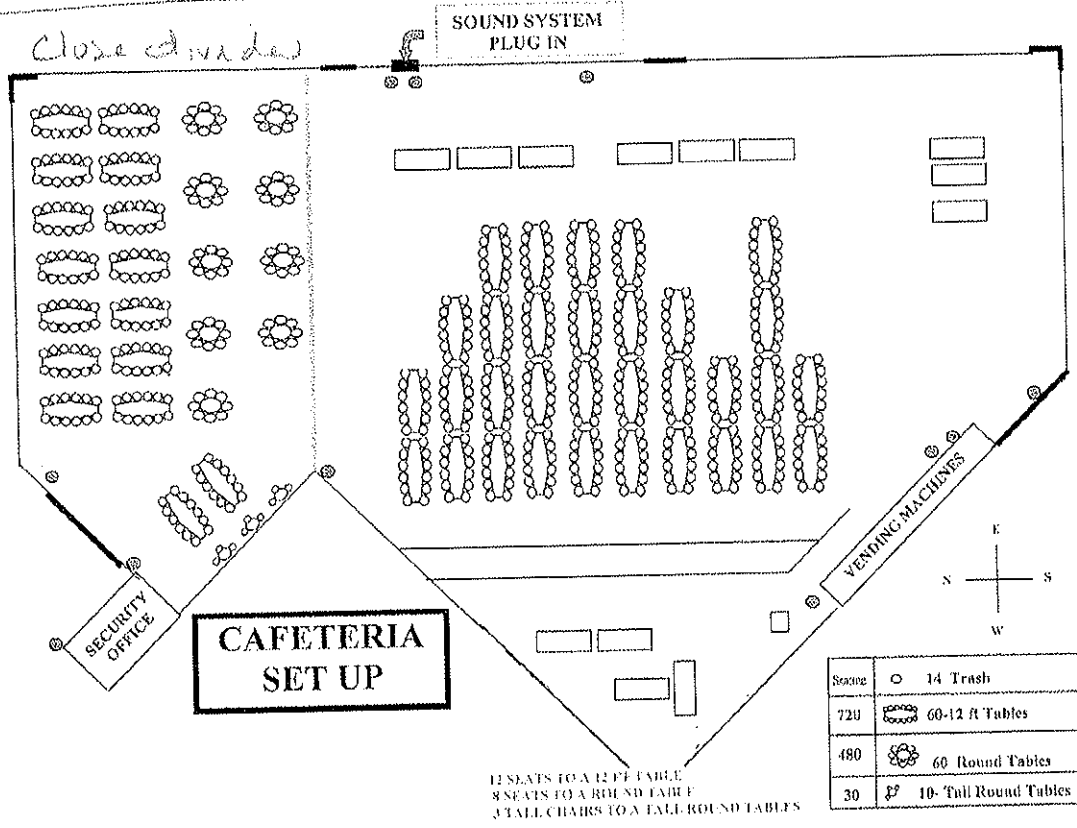 Close divider
SOUND SYSTEM
PLUG IN
SECURITY
OFFICE
CAFETERIA
SET UP
VENDING MACHINES
E
N
S
W
14 Trash
720
60-12 ft Tables
480
60 Round Tables
30
10- Tall Round Tables
12 SEATS TO A 12 FT TABLE
8 SEATS TO A ROUND TABLE
3 TALL CHAIRS TO A TALL ROUND TABLES